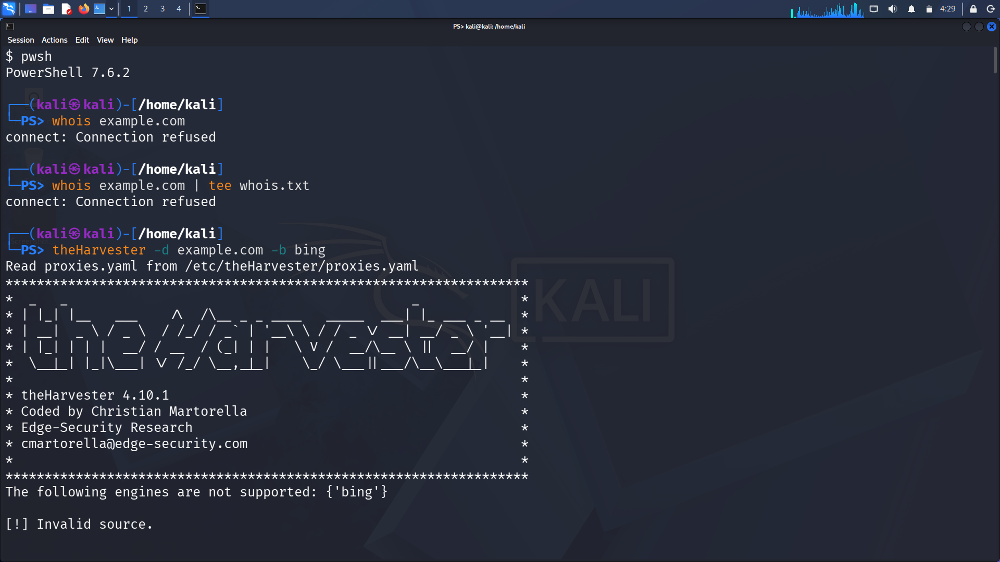 1 2 3 4
4:29
PS> kali@kali: /home/kali
Session Actions Edit View Help
$ pwsh
PowerShell 7.6.2
┌──(kali㉿kali)-[/home/kali]
└─PS> whois example.com
connect: Connection refused
┌──(kali㉿kali)-[/home/kali]
└─PS> whois example.com | tee whois.txt
connect: Connection refused
┌──(kali㉿kali)-[/home/kali]
└─PS> theHarvester -d example.com -b bing
Read proxies.yaml from /etc/theHarvester/proxies.yaml
*******************************************************************
*  _   _                                            _             *
* | |_| |__   ___    /\  /\__ _ _ ____   _____  ___| |_ ___ _ __  *
* | __|  _ \ / _ \  / /_/ / _` | '__\ \ / / _ \/ __| __/ _ \ '__| *
* | |_| | | |  __/ / __  / (_| | |   \ V /  __/\__ \ ||  __/ |    *
*  \__|_| |_|\___| \/ /_/ \__,_|_|    \_/ \___||___/\__\___|_|    *
*                                                                 *
* theHarvester 4.10.1                                             *
* Coded by Christian Martorella                                   *
* Edge-Security Research                                          *
* cmartorella@edge-security.com                                   *
*                                                                 *
*******************************************************************
The following engines are not supported: {'bing'}
[!] Invalid source.
KALI